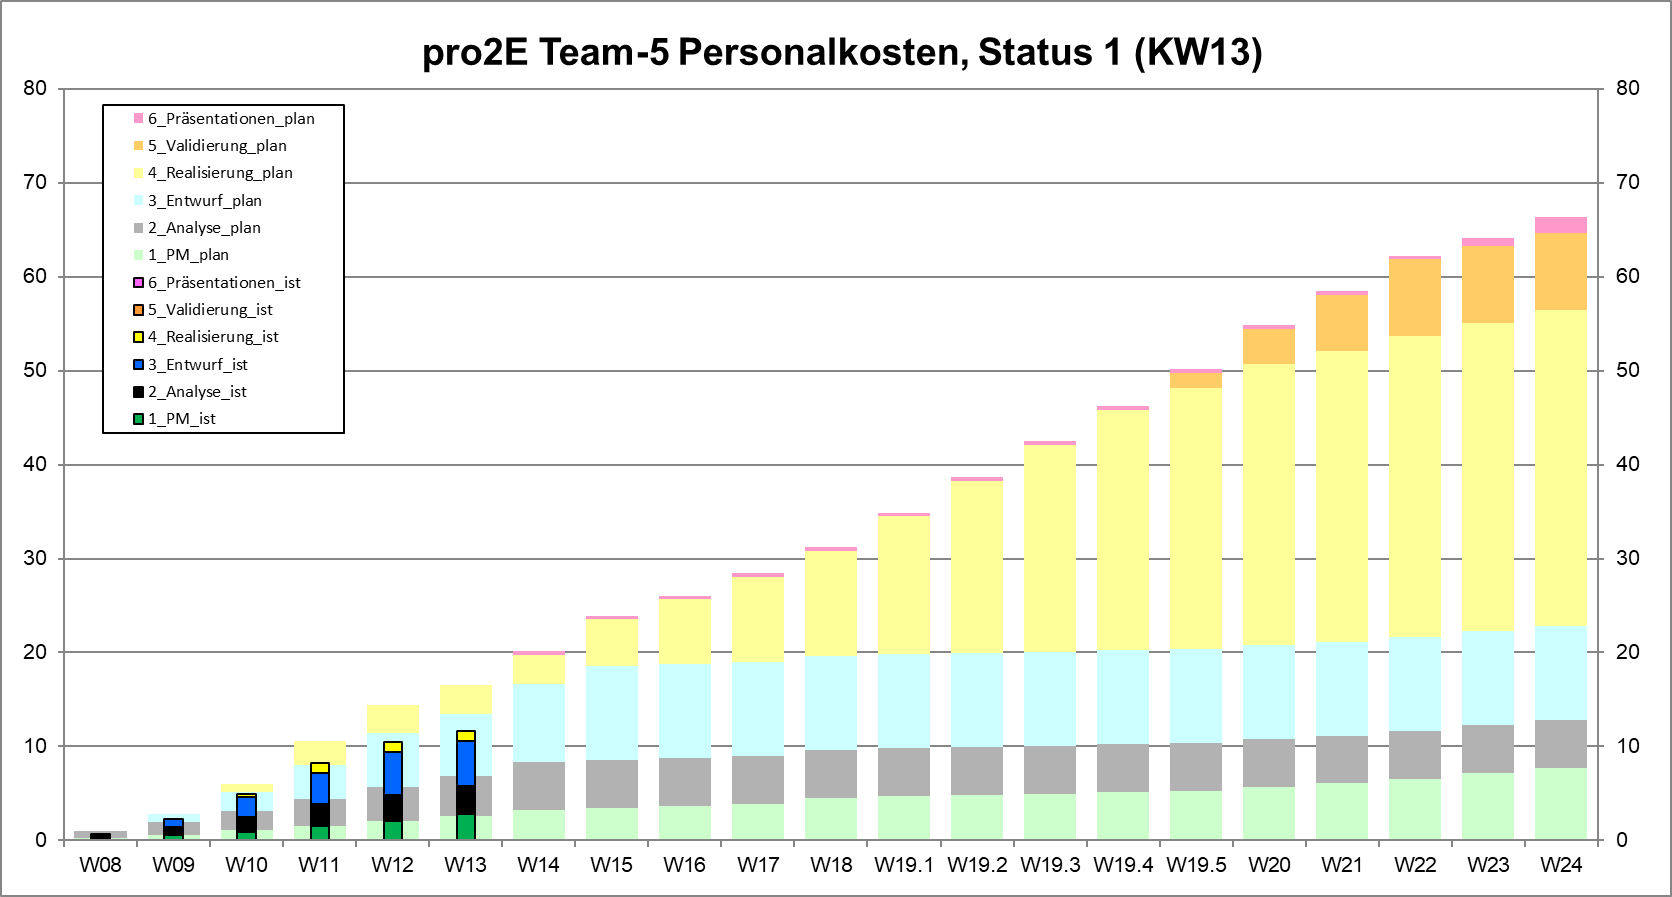 pro2E Team-5 Personalkosten, Status 1 (KW13)
80
70
60
50
40
30
20
10
0
6_Präsentationen_plan
5_Validierung_plan
4_Realisierung_plan
3_Entwurf_plan
2_Analyse_plan
1_PM_plan
6_Präsentationen_ist
5_Validierung_ist
4_Realisierung_ist
3_Entwurf_ist
2_Analyse_ist
1_PM_ist
80
70
60
50
40
30
20
10
0
W08 W09 W10 W11 W12 W13 W14 W15 W16 W17 W18 W19.1 W19.2 W19.3 W19.4 W19.5 W20 W21 W22 W23 W24